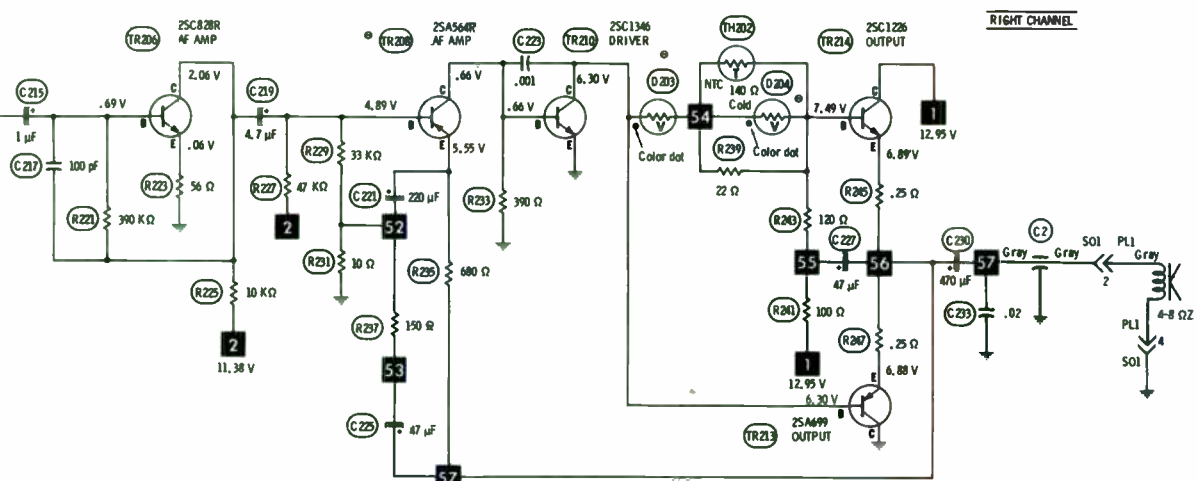 RIGHT CHANNEL
2SC828R
AF AMP
TR206
2SA564R
AF AMP
TR208
C223
.001
TR210
2SC1346
DRIVER
TH202
NTC
140 Ω
Cold
D203
Color dot
D204
Color dot
2SC1226
OUTPUT
TR214
C215
1 µF
.69 V
2.06 V
C
B
E
.06 V
C219
4.7 µF
4.89 V
.66 V
C
B
E
5.55 V
.66 V
6.30 V
C
B
E
54
7.49 V
C
B
E
6.89 V
1
12.95 V
C217
100 pF
R223
56 Ω
R221
390 KΩ
R225
10 KΩ
2
11.38 V
R227
47 KΩ
2
R229
33 KΩ
R231
10 Ω
C221
220 µF
52
R235
680 Ω
R233
390 Ω
R237
150 Ω
53
C225
47 µF
57
R239
22 Ω
R243
120 Ω
55
C227
47 µF
56
R245
.25 Ω
R241
100 Ω
1
12.95 V
R247
.25 Ω
6.88 V
6.30 V
E
B
C
TR213
2SA699
OUTPUT
C230
470 µF
57
Gray
C2
Gray
SO1
PL1
2
Gray
C233
.02
4-8 ΩZ
PL1
4
SO1